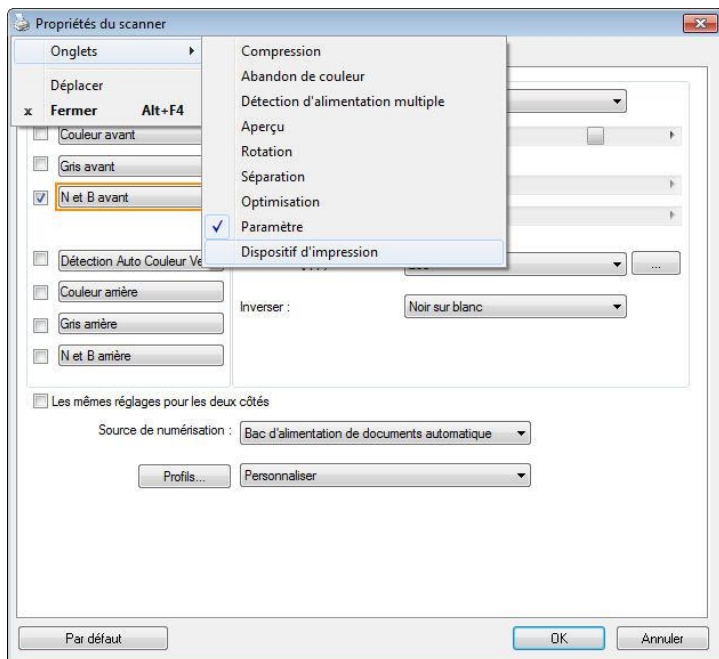 Propriétés du scanner
Onglets
Déplacer
x Fermer Alt+F4
Compression
Abandon de couleur
Détection d'alimentation multiple
Aperçu
Rotation
Séparation
Optimisation
Paramètre
Dispositif d'impression
Couleur avant
Gris avant
N et B avant
Détection Auto Couleur
Couleur arrière
Gris arrière
N et B arrière
Inverser :
Noir sur blanc
...
Les mêmes réglages pour les deux côtés
Source de numérisation :
Bac d'alimentation de documents automatique
Profils...
Personnaliser
Par défaut
OK
Annuler